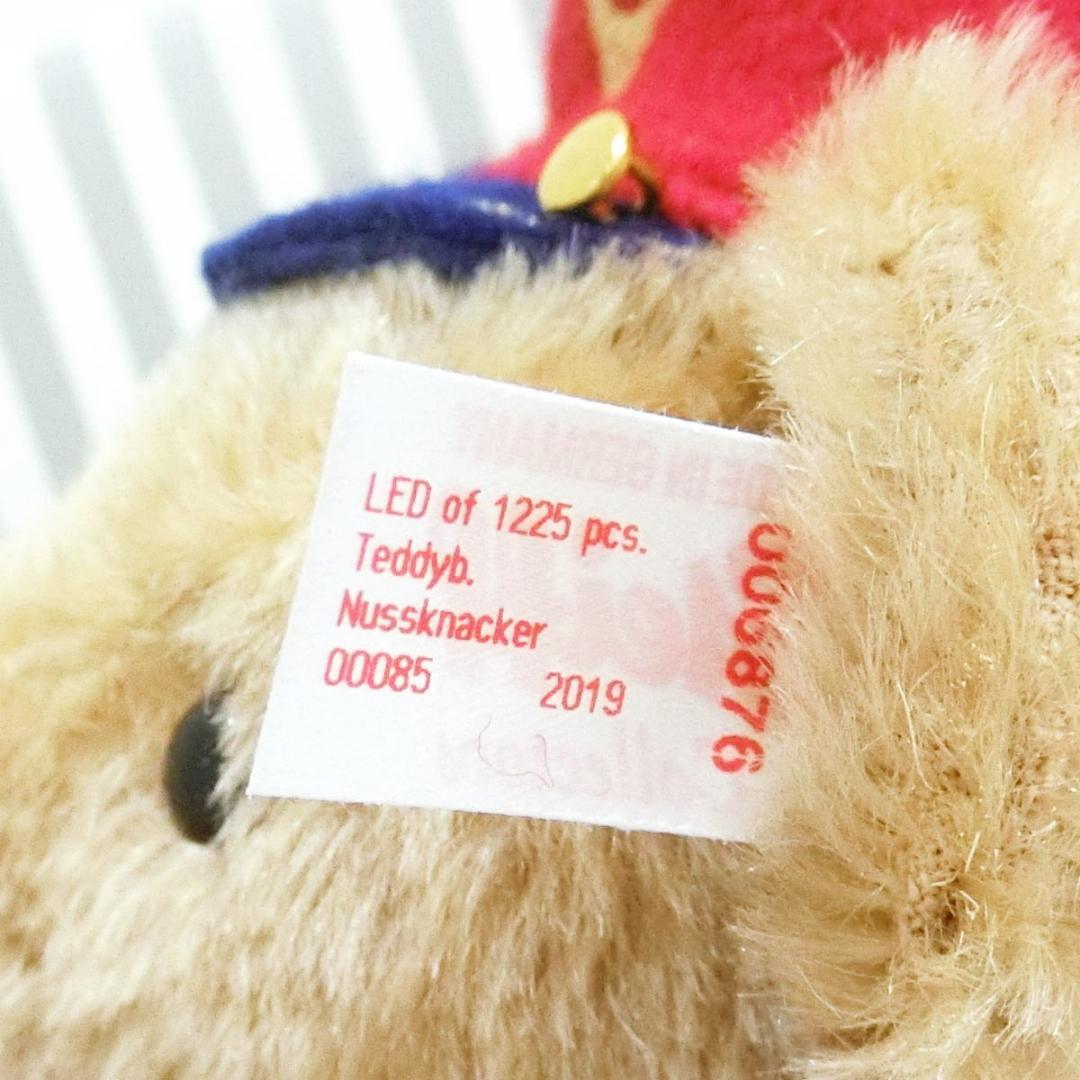 LED of 1225 pcs.
Teddyb.
Nussknacker
00085 2019
006876